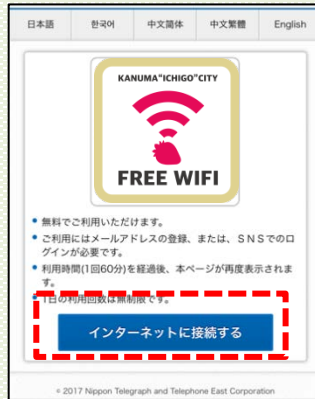 日本語 한국어 中文简体 中文繁體 English
KANUMA"ICHIGO"CITY
FREE WIFI
無料でご利用いただけます。
ご利用にはメールアドレスの登録、または、SNSでのロ
グインが必要です。
利用時間(1回60分)を経過後、本ページが再度表示されま
す。
1日の利用回数は無制限です。
インターネットに接続する
© 2017 Nippon Telegraph and Telephone East Corporation